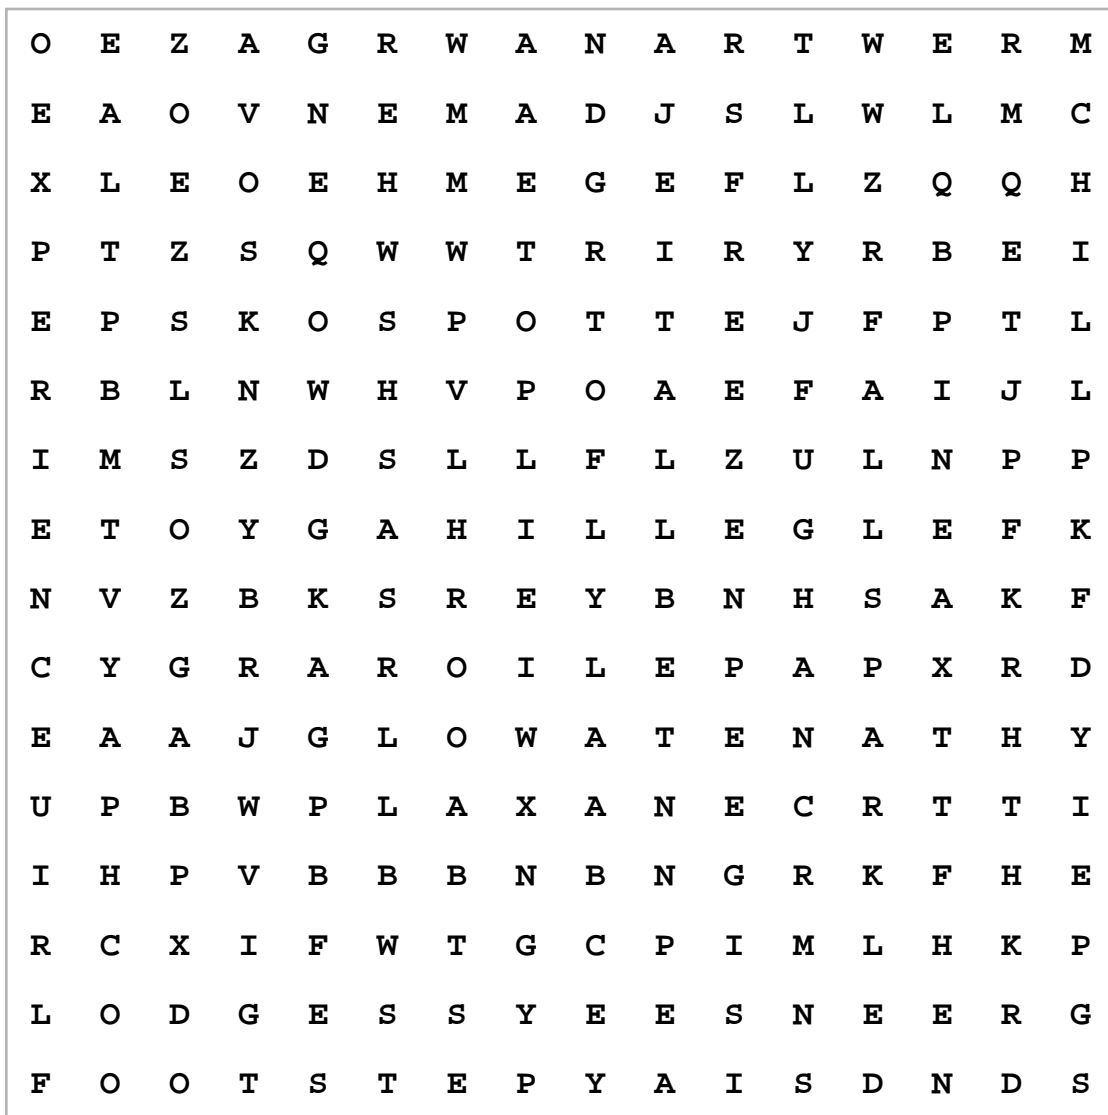 O E Z A G R W A N A R T W E R M
E A O V N E M A D J S L W L M C
X L E O E H M E G E F L Z Q Q H
P T Z S Q W W T R I R Y R B E I
E P S K O S P O T T E J F P T L
R B L N W H V P O A E F A I J L
I M S Z D S L L F L Z U L N P P
E T O Y G A H I L L E G L E F K
N V Z B K S R E Y B N H S A K F
C Y G R A R O I L E P A P X R D
E A A J G L O W A T E N A T H Y
U P B W P L A X A N E C R T T I
I H P V B B B N B N G R K F H E
R C X I F W T G C P I M L H K P
L O D G E S S Y E E S N E E R G
F O O T S T E P Y A I S D N D S